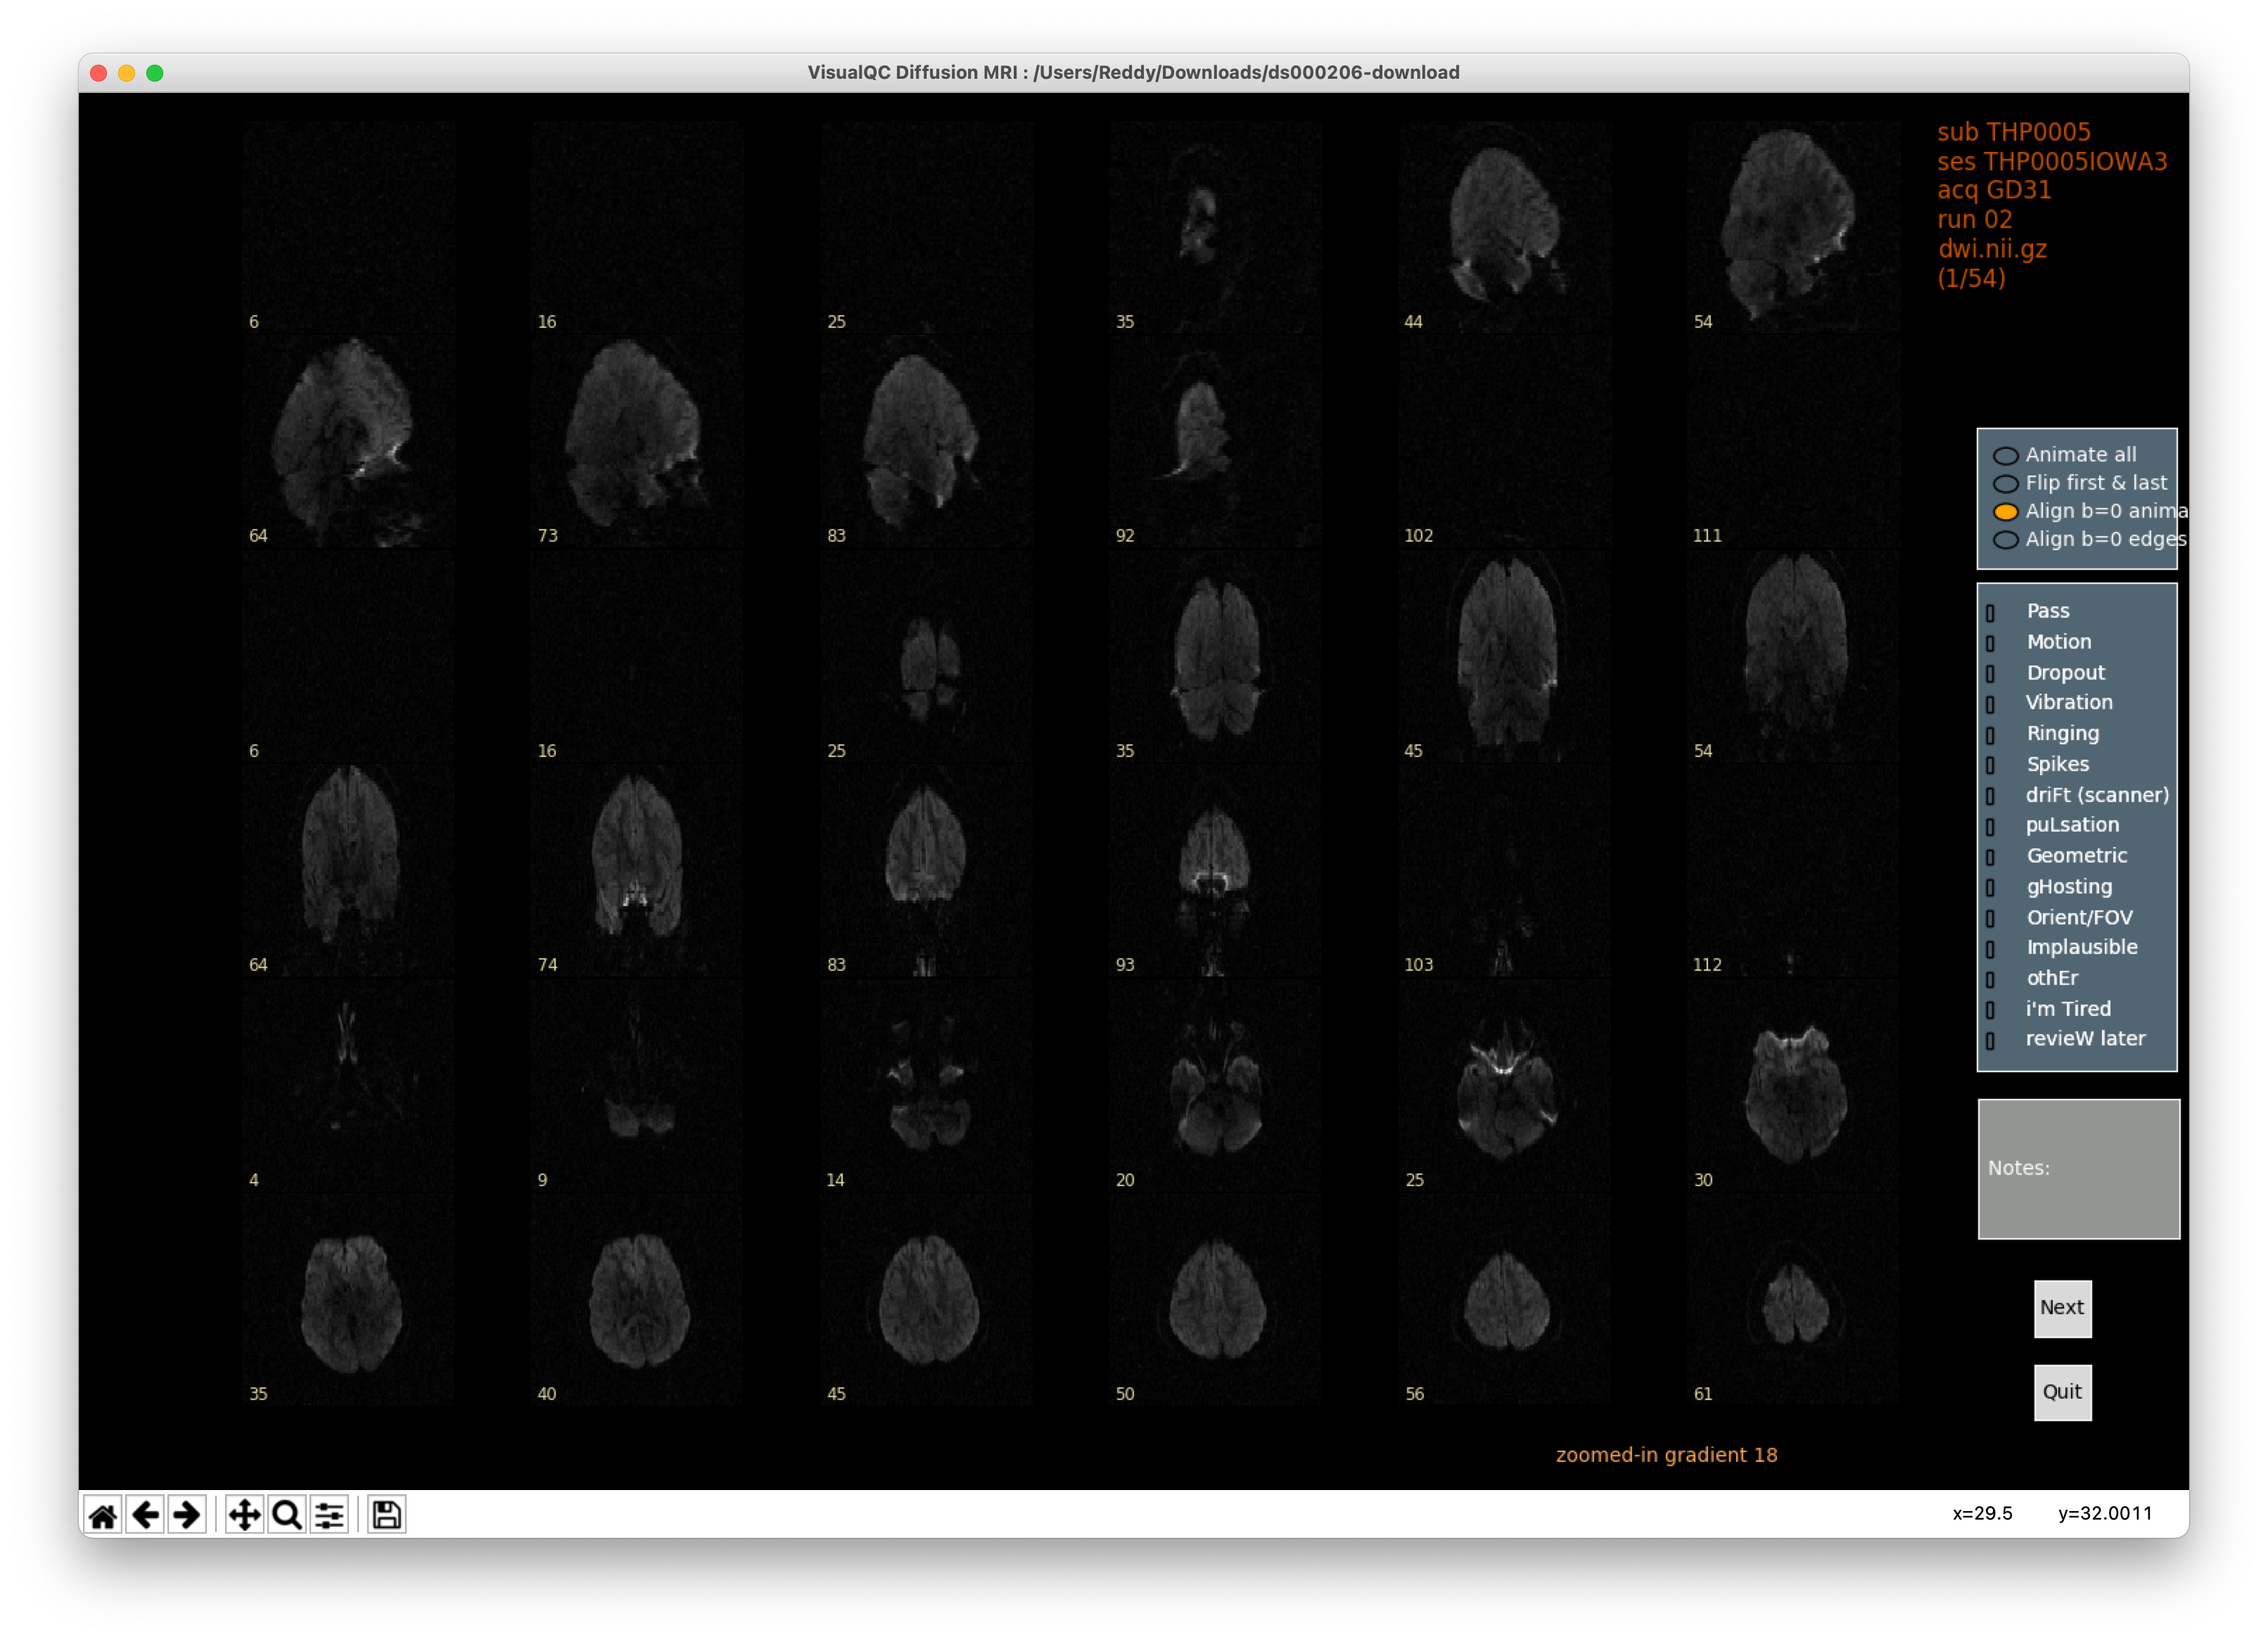 VisualQC Diffusion MRI : /Users/Reddy/Downloads/ds000206-download
sub THP0005
ses THP0005IOWA3
acq GD31
run 02
dwi.nii.gz
(1/54)
6 16 25 35 44 54
64 73 83 92 102 111
6 16 25 35 45 54
64 74 83 93 103 112
4 9 14 20 25 30
35 40 45 50 56 61
Animate all
Flip first & last
Align b=0 anima
Align b=0 edges
Pass
Motion
Dropout
Vibration
Ringing
Spikes
driFt (scanner)
puLsation
Geometric
gHosting
Orient/FOV
Implausible
othEr
i'm Tired
revieW later
Notes:
Next
Quit
zoomed-in gradient 18
x=29.5 y=32.0011